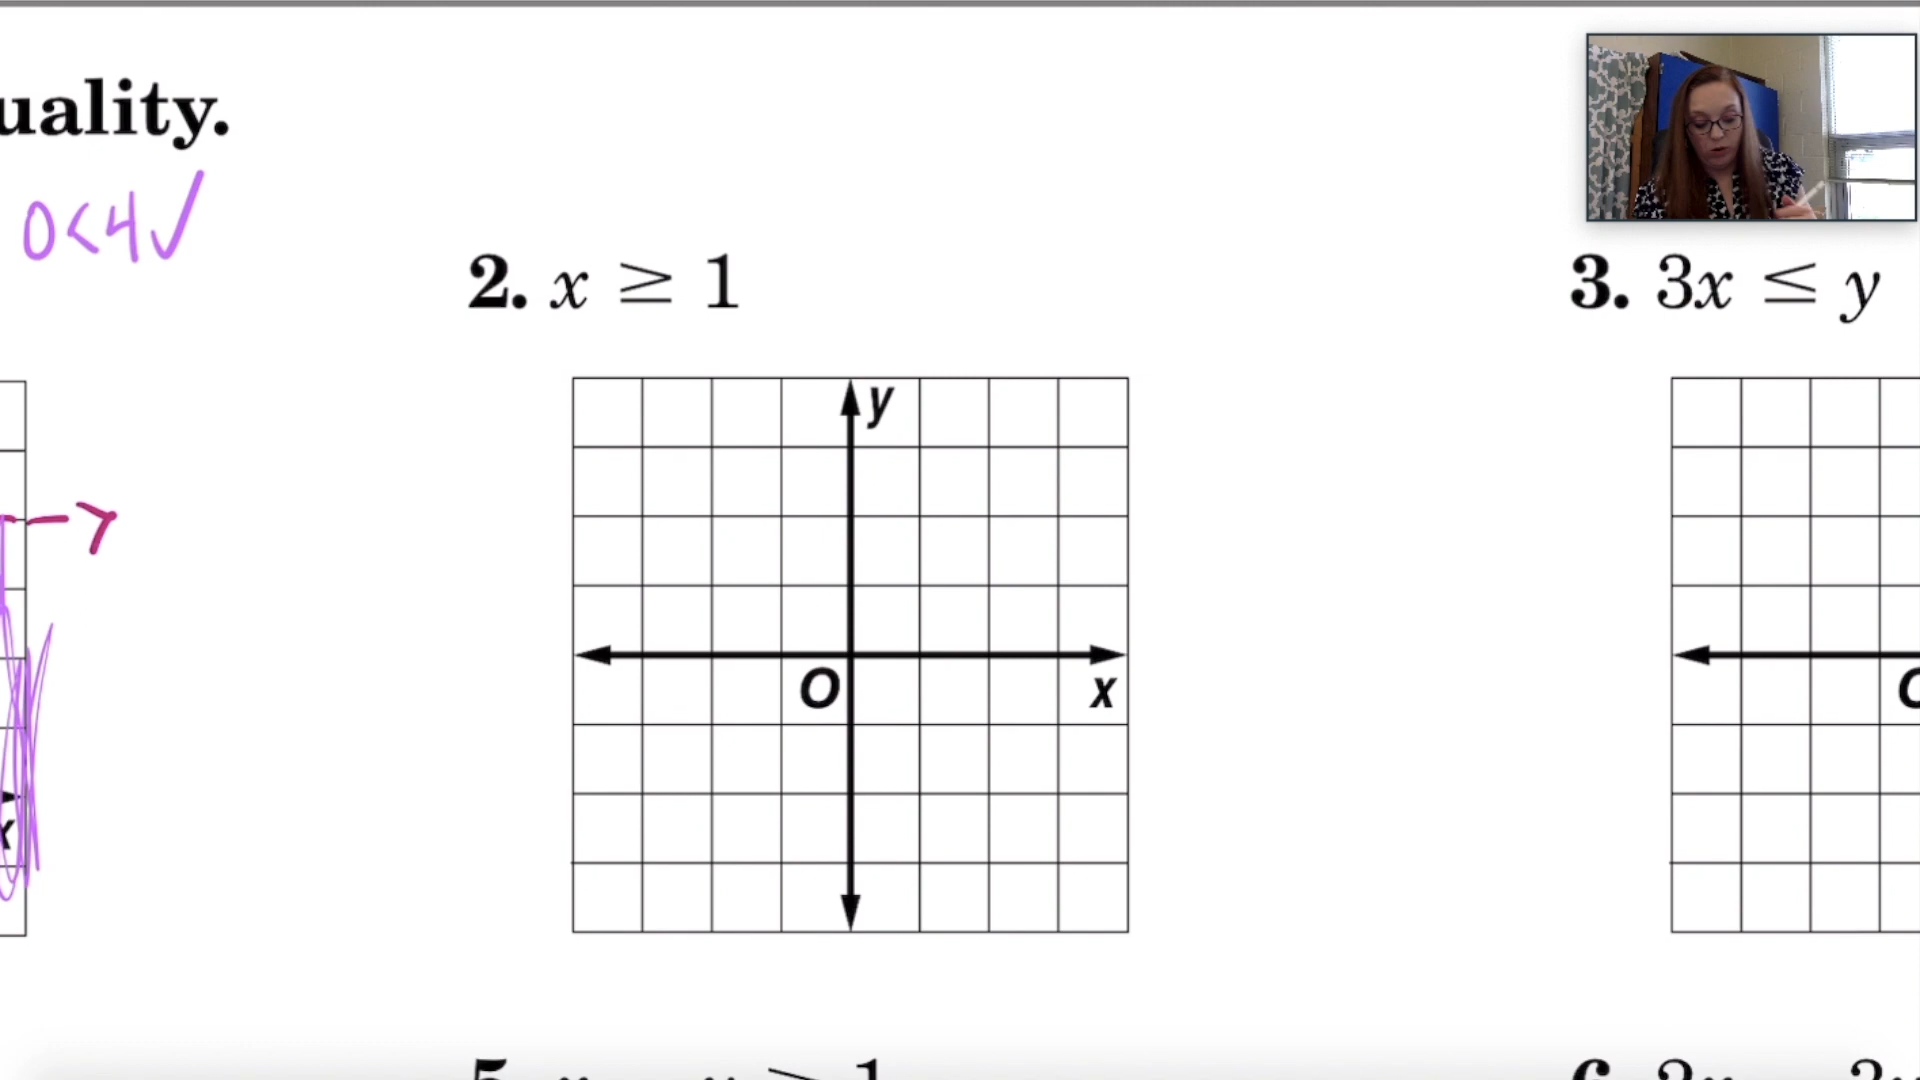 uality.
0<4✓
2. x ≥ 1
3. 3x ≤ y
y
O
x
x